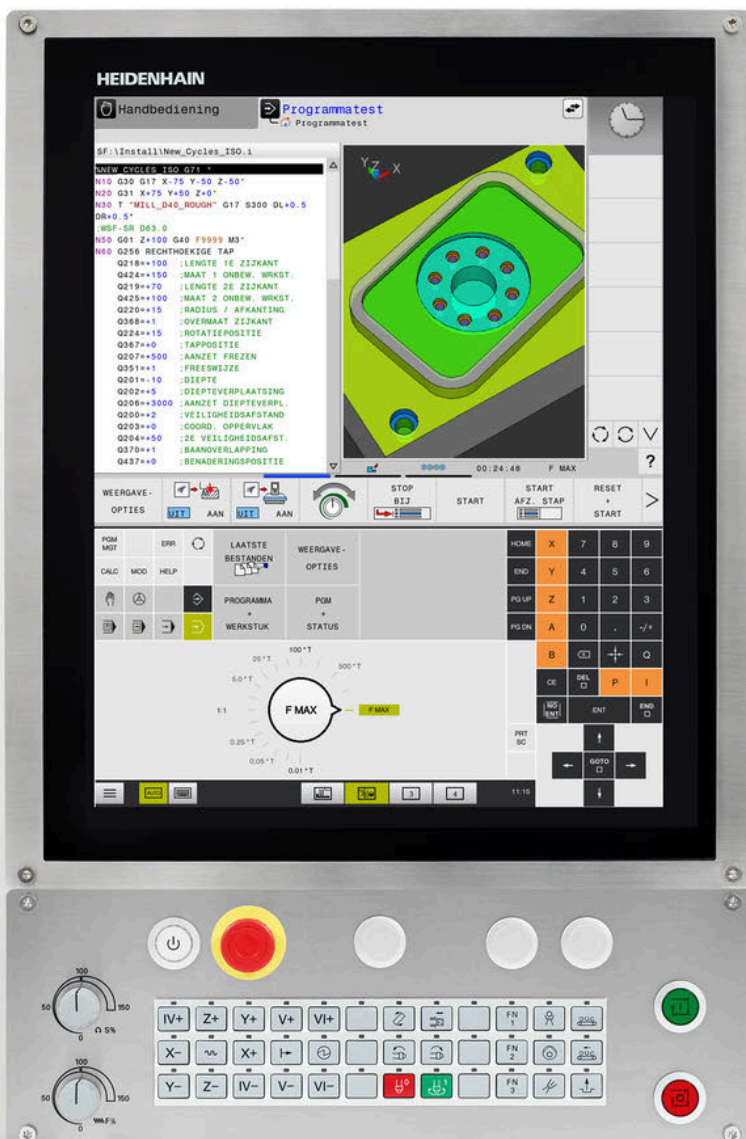 HEIDENHAIN
Handbediening
Programmatest
Programmatest
SF:\Install\New_Cycles_ISO.i
%NEW_CYCLES_ISO G71 *
N10 G30 G17 X-75 Y-50 Z-50*
N20 G31 X+75 Y+50 Z+0*
N30 T "MILL_D40_ROUGH" G17 S300 DL+0.5
DR+0.5*
;WSF-SR D63.0
N50 G01 Z+100 G40 F9999 M3*
N60 G256 RECHTHOEKIGE TAP
Q218=+100 ;LENGTE 1E ZIJKANT
Q424=+150 ;MAAT 1 ONBEW. WRKST.
Q219=+70 ;LENGTE 2E ZIJKANT
Q425=+100 ;MAAT 2 ONBEW. WRKST.
Q220=+15 ;RADIUS / AFKANTING
Q368=+1 ;OVERMAAT ZIJKANT
Q224=+15 ;ROTATIEPOSITIE
Q367=+0 ;TAPPOSITIE
Q207=+500 ;AANZET FREZEN
Q351=+1 ;FREESWIJZE
Q201=-10 ;DIEPTE
Q202=+5 ;DIEPTEVERPLAATSING
Q206=+3000 ;AANZET DIEPTEVERPL.
Q200=+2 ;VEILIGHEIDSAFSTAND
Q203=+0 ;COORD. OPPERVLAK
Q204=+50 ;2E VEILIGHEIDSAFST.
Q370=+1 ;BAANOVERLAPPING
Q437=+0 ;BENADERINGSPOSITIE
Y Z X
00:24:48 F MAX
?
WEERGAVE-
OPTIES
UIT AAN
UIT AAN
STOP
BIJ
START
START
AFZ. STAP
RESET
+
START
PGM
MGT
ERR
CALC MOD HELP
LAATSTE
BESTANDEN
WEERGAVE-
OPTIES
PROGRAMMA
+
WERKSTUK
PGM
+
STATUS
HOME X 7 8 9
END Y 4 5 6
PG UP Z 1 2 3
PG DN A 0 . -/+
B Q
CE DEL P I
NO
ENT
ENT
END
PRT
SC
GOTO
100*T
25*T
500*T
5.0*T
1:1
F MAX
F MAX
0.25*T
0.05*T
0.01*T
AUTO
3
4
11:15
100
50
150
0
S%
100
50
150
0
F%
IV+ Z+ Y+ V+ VI+ FN 1
X- X+ FN 2
Y- Z- IV- V- VI- 0 1 FN 3